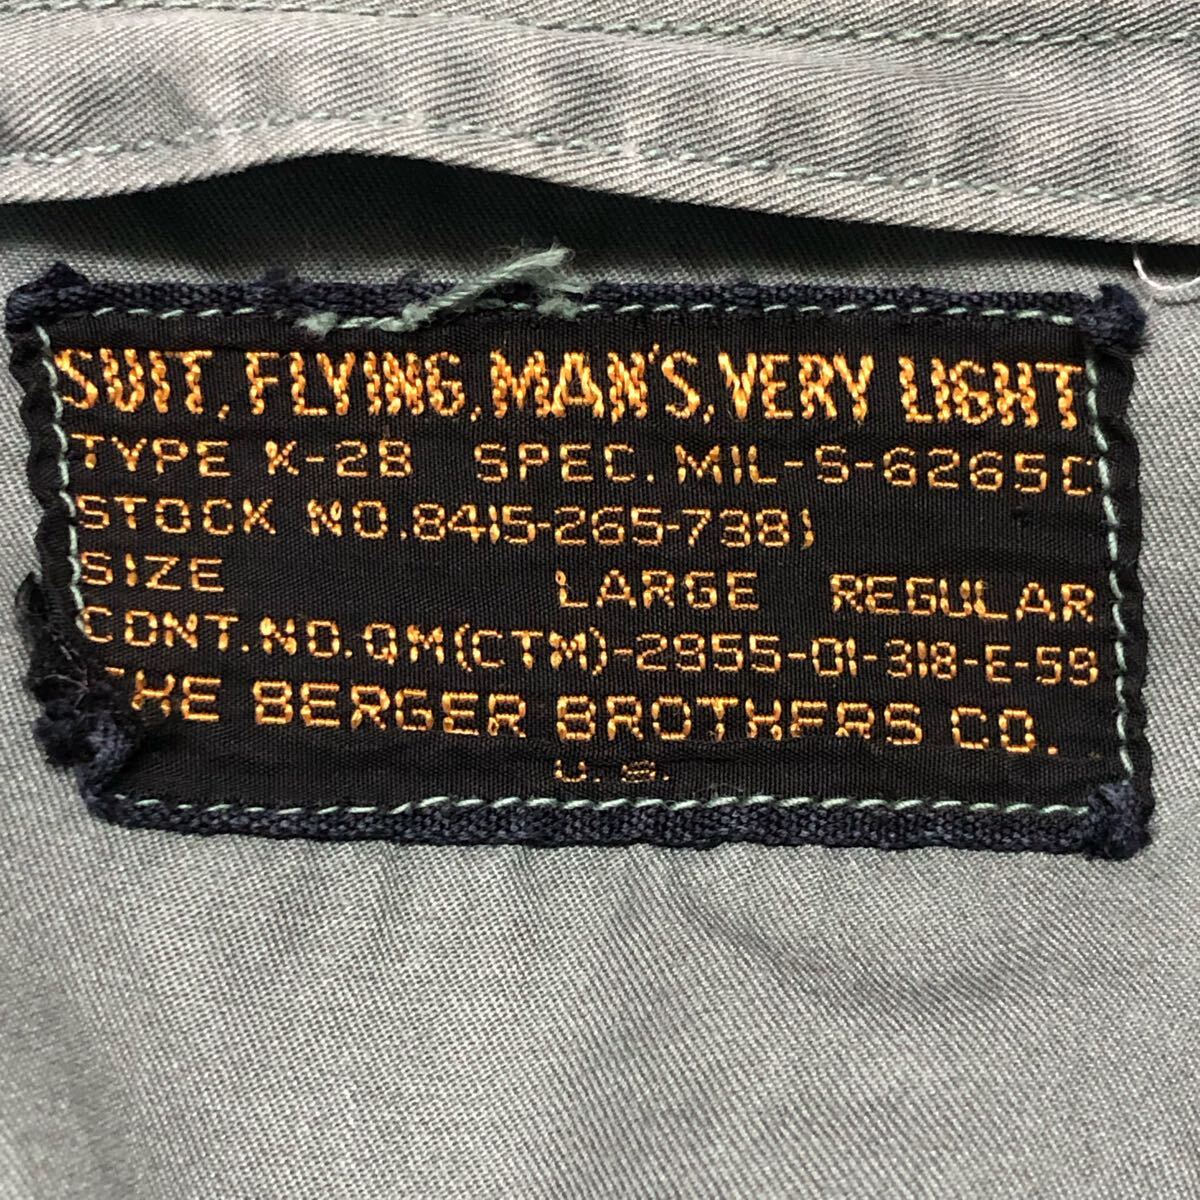 SUIT, FLYING, MAN'S, VERY LIGHT
TYPE K-2B SPEC. MIL-S-6265C
STOCK NO. 8415-265-7381
SIZE LARGE REGULAR
CONT. NO. QM(CTM)-2955-01-318-E-59
THE BERGER BROTHERS CO.
U. S.